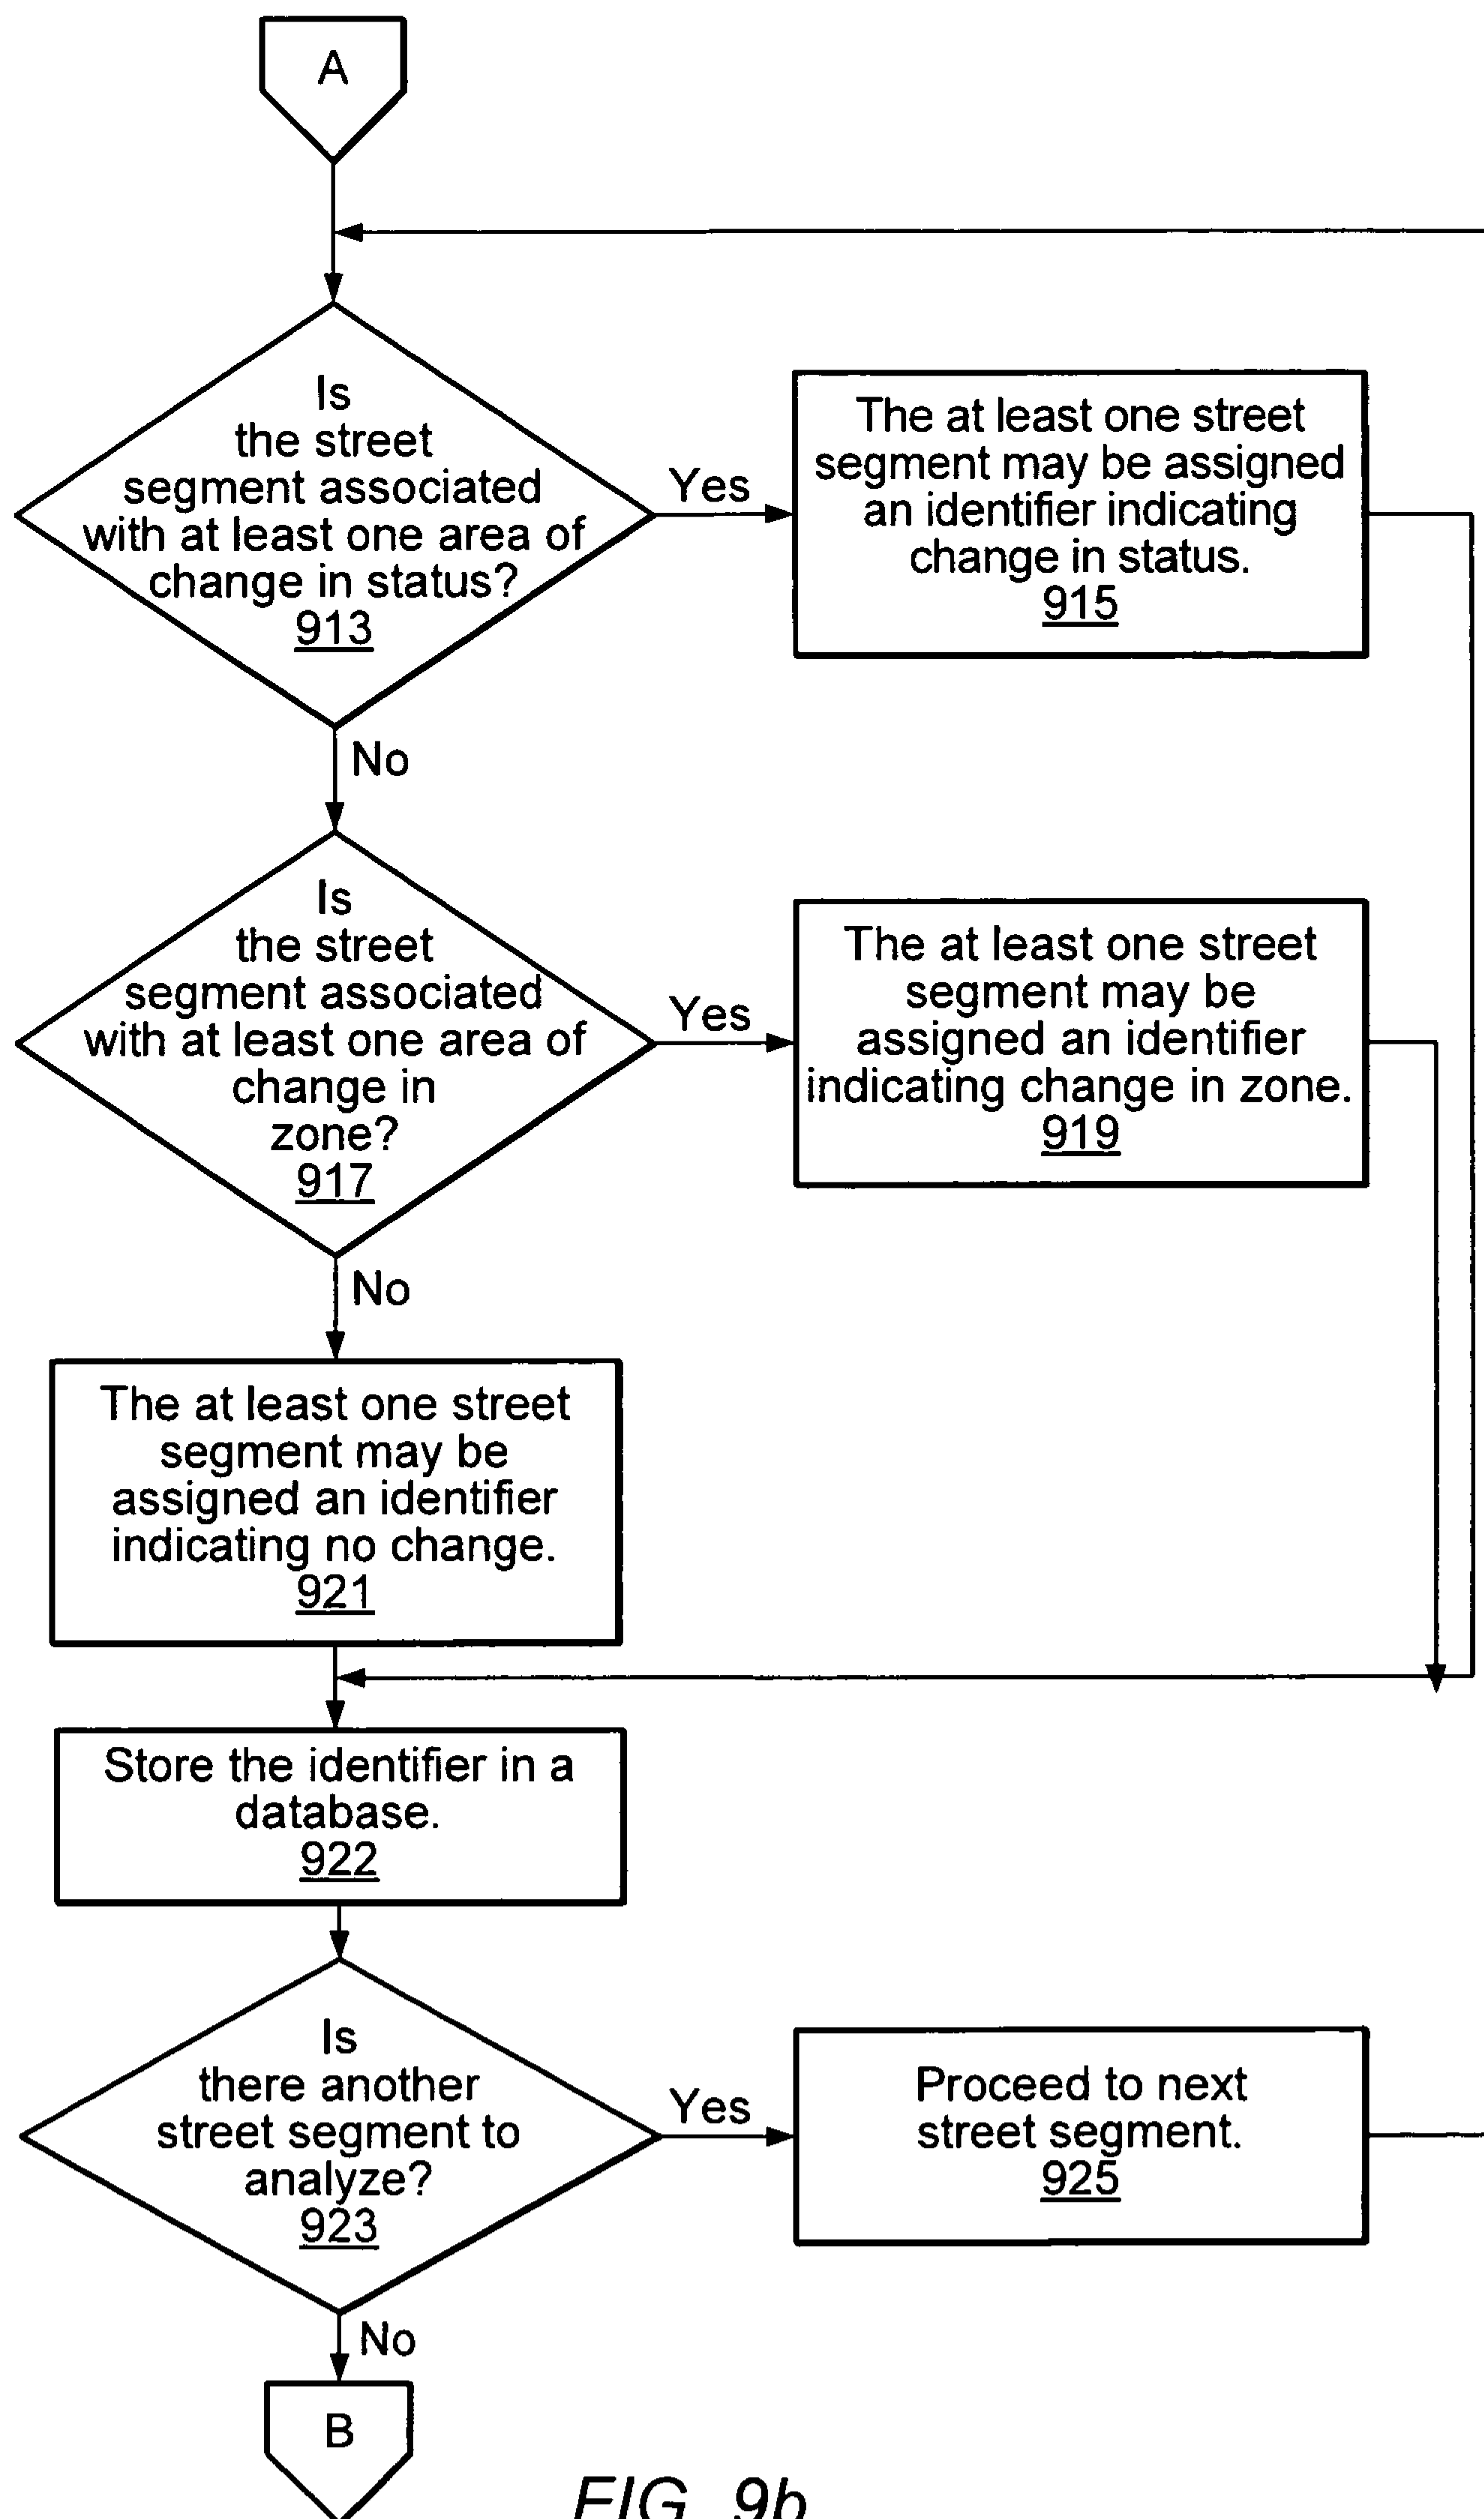 A
Is
the street
segment associated
with at least one area of
change in status?
913
Yes
The at least one street
segment may be assigned
an identifier indicating
change in status.
915
No
Is
the street
segment associated
with at least one area of
change in
zone?
917
Yes
The at least one street
segment may be
assigned an identifier
indicating change in zone.
919
No
The at least one street
segment may be
assigned an identifier
indicating no change.
921
Store the identifier in a
database.
922
Is
there another
street segment to
analyze?
923
Yes
Proceed to next
street segment.
925
No
B
FIG. 9b